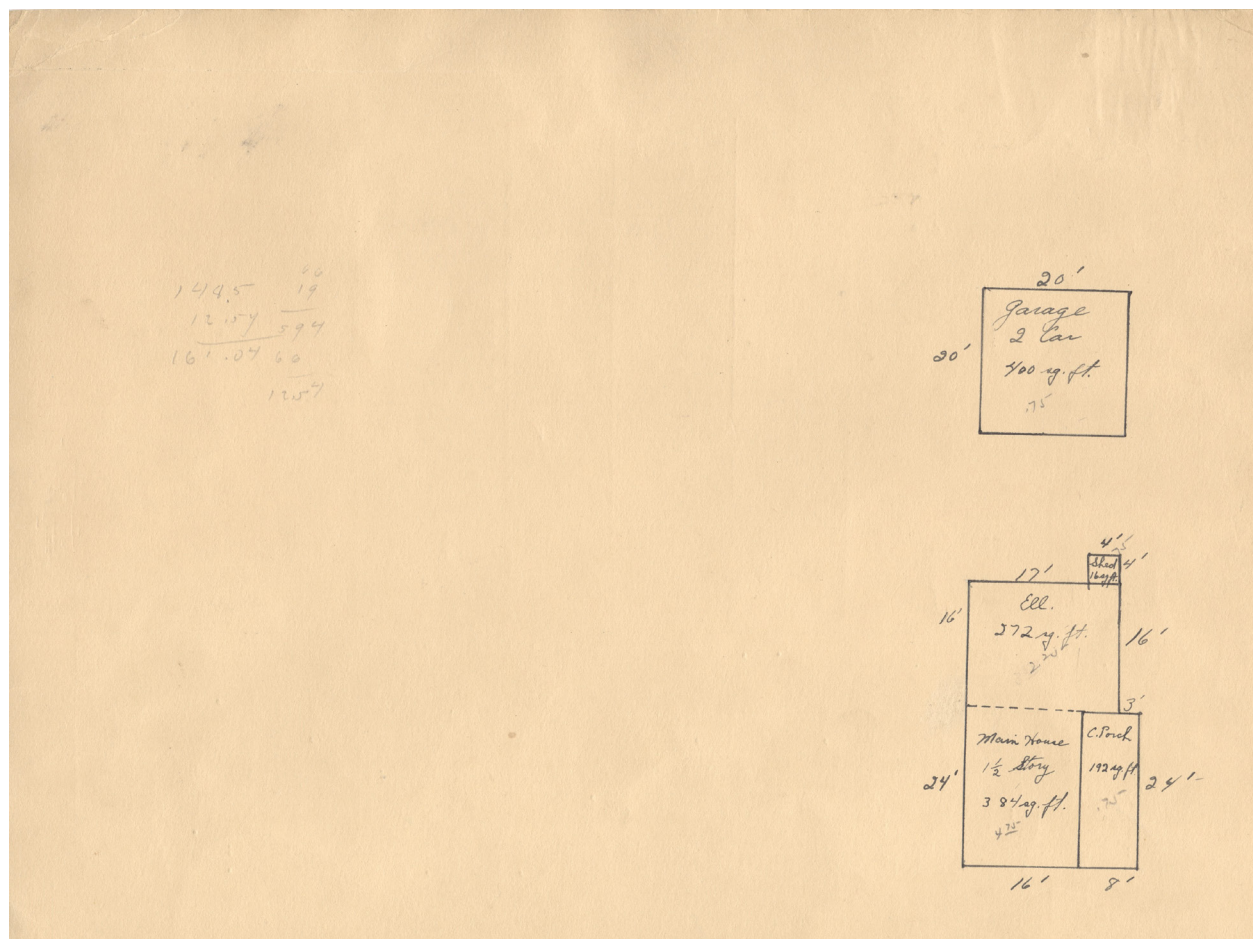 66
1445 19
12.54 594
161.04 66
1254
20'
Garage
2 Car
20'
400 sq. ft.
.75
4'
Shed
16 sq ft.
4'
17'
Ell.
16'
272 sq. ft.
16'
3'
Main House
C. Porch
1 1/2 Story
192 sq ft
24'
24'
384 sq. ft.
.75
4 75
16'
8'